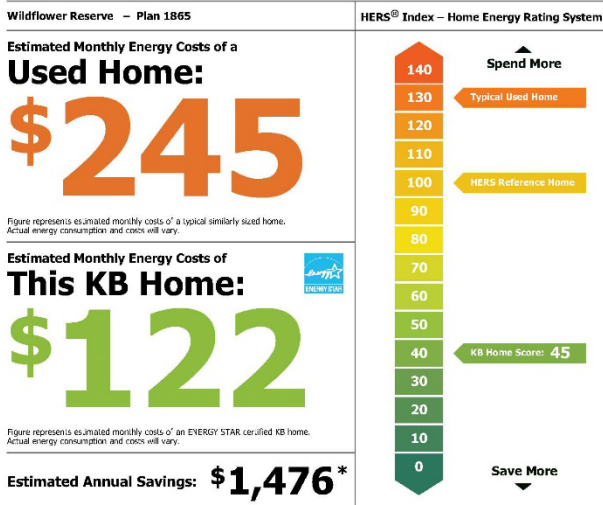 Wildflower Reserve – Plan 1865
Estimated Monthly Energy Costs of a
Used Home:
$245
Figure represents estimated monthly costs of a typical similarly sized home.
Actual energy consumption and costs will vary.
Estimated Monthly Energy Costs of
This KB Home:
ENERGY STAR
$122
Figure represents estimated monthly costs of an ENERGY STAR certified KB home.
Actual energy consumption and costs will vary.
Estimated Annual Savings: $1,476*
HERS® Index – Home Energy Rating System
Spend More
140
130 Typical Used Home
120
110
100 HERS Reference Home
90
80
70
60
50
40 KB Home Score: 45
30
20
10
0
Save More